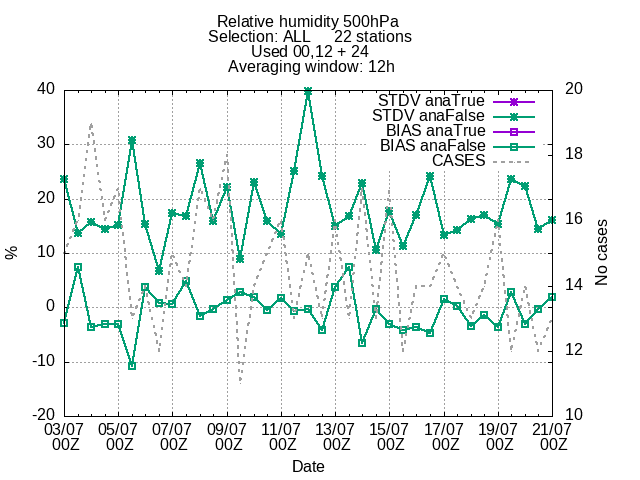 Relative humidity 500hPa
Selection: ALL 22 stations
Used 00,12 + 24
Averaging window: 12h
STDV anaTrue
STDV anaFalse
BIAS anaTrue
BIAS anaFalse
CASES
40
30
20
10
0
-10
-20
%
20
18
16
14
12
10
No cases
03/07 05/07 07/07 09/07 11/07 13/07 15/07 17/07 19/07 21/07
00Z 00Z 00Z 00Z 00Z 00Z 00Z 00Z 00Z 00Z
Date